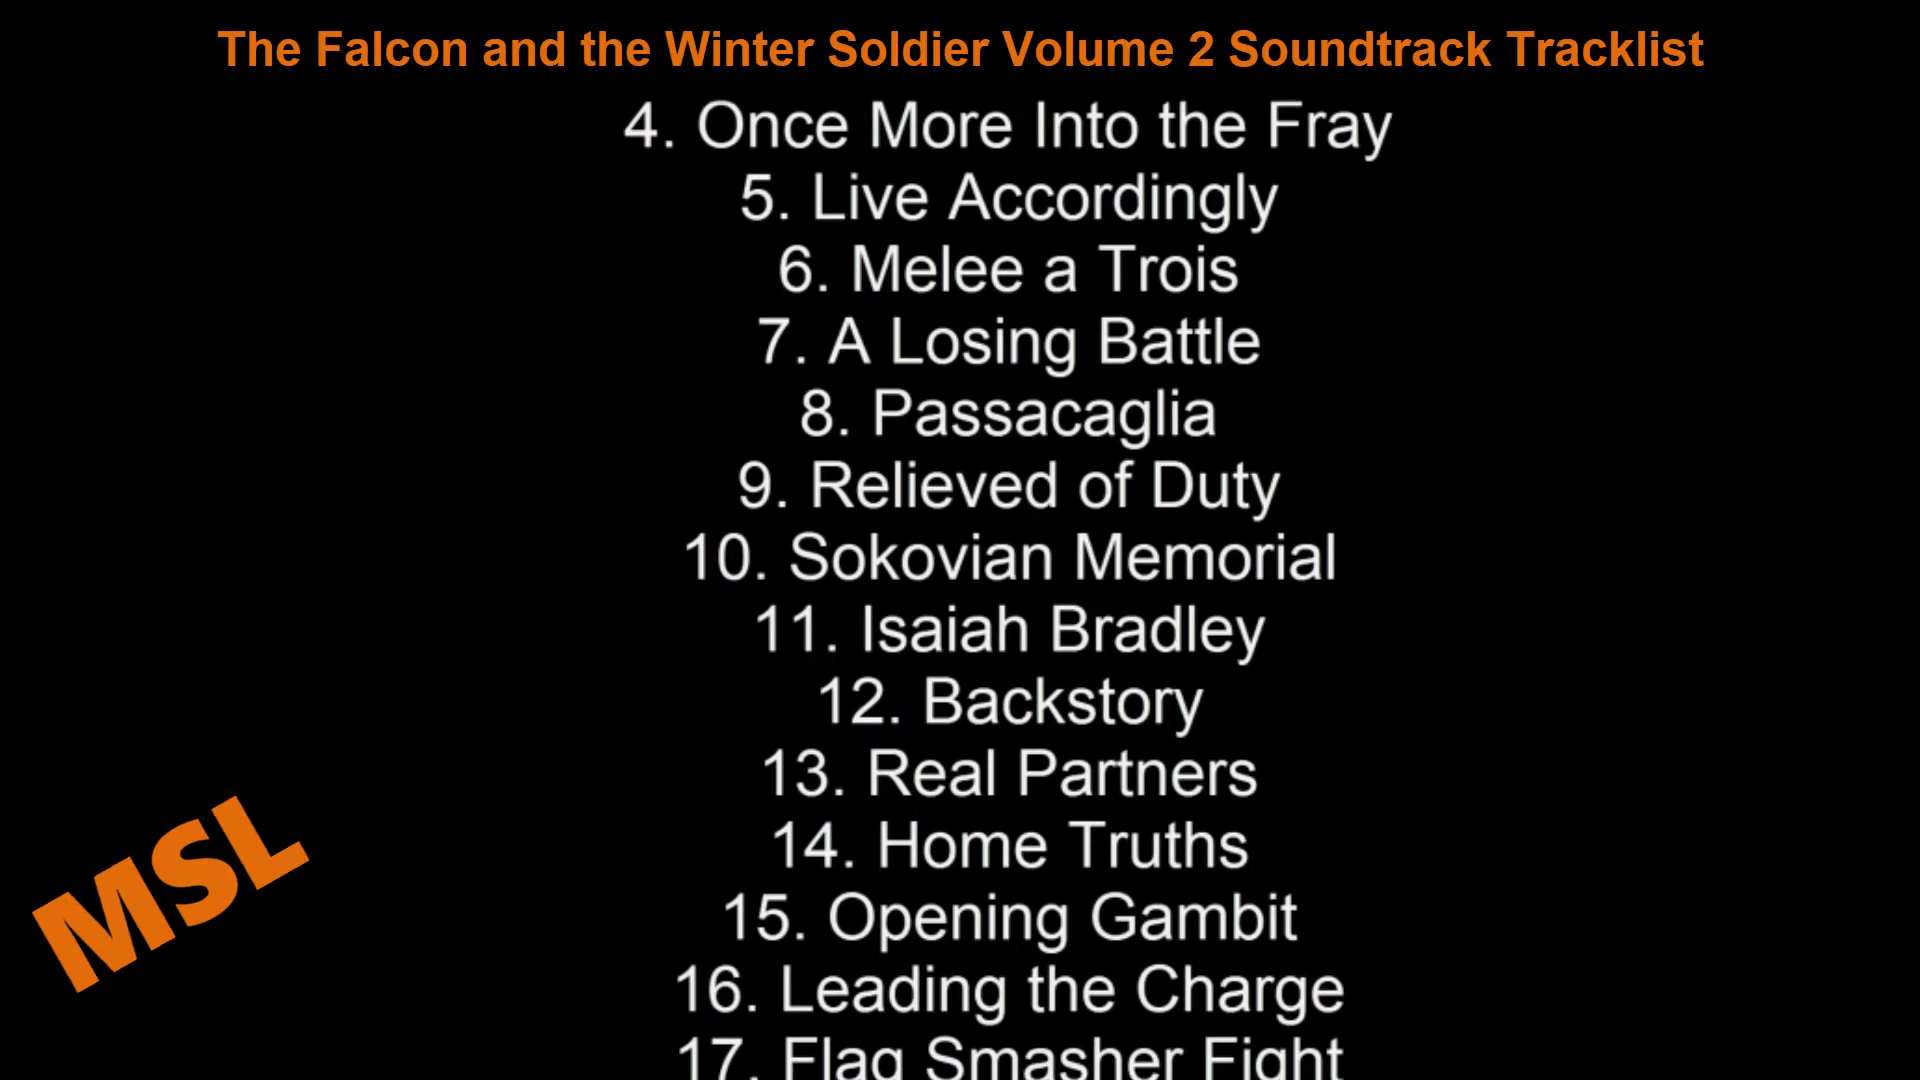 The Falcon and the Winter Soldier Volume 2 Soundtrack Tracklist
4. Once More Into the Fray
5. Live Accordingly
6. Melee a Trois
7. A Losing Battle
8. Passacaglia
9. Relieved of Duty
10. Sokovian Memorial
11. Isaiah Bradley
12. Backstory
13. Real Partners
14. Home Truths
15. Opening Gambit
16. Leading the Charge
17. Flag Smasher Fight
MSL